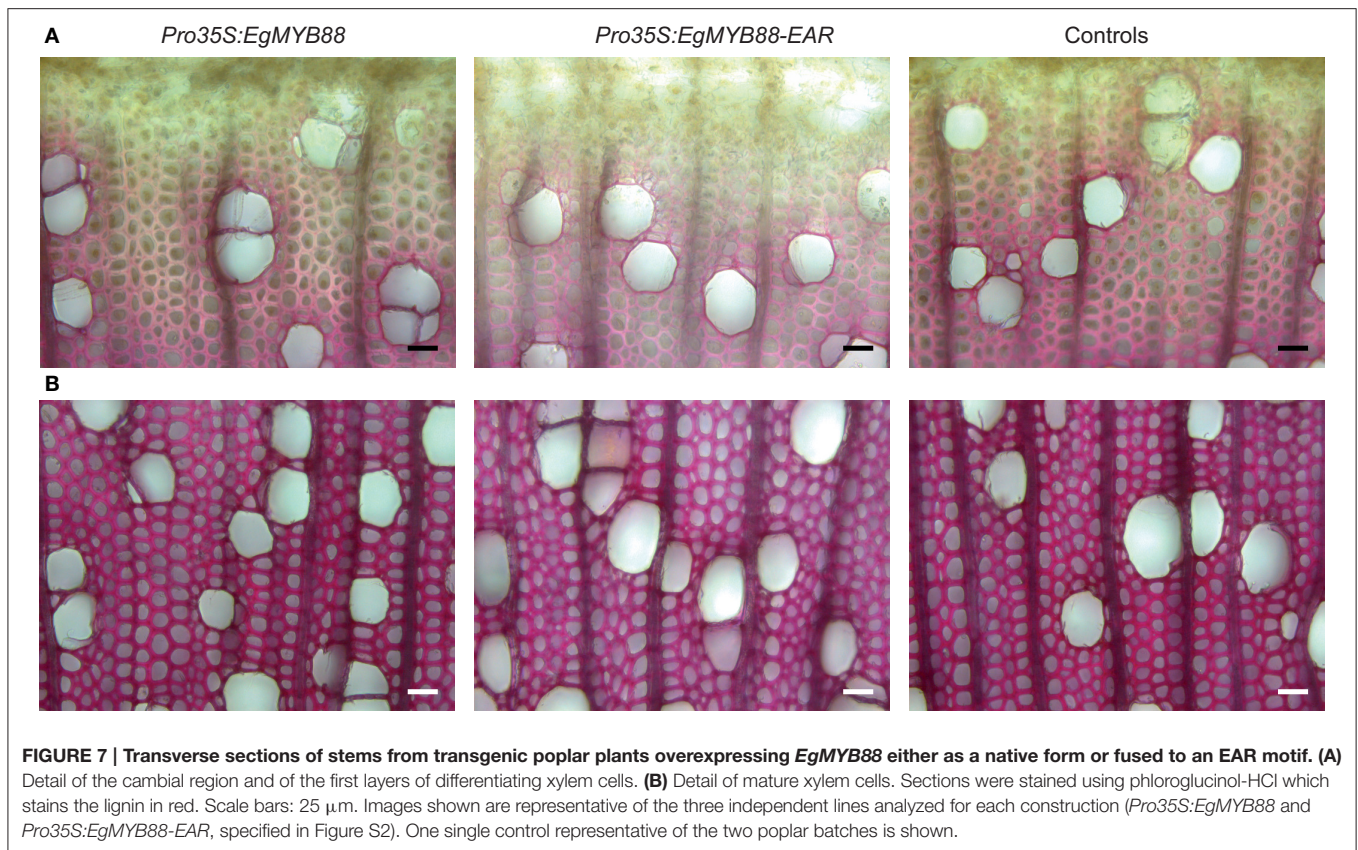 A
Pro35S:EgMYB88
Pro35S:EgMYB88-EAR
Controls
B
FIGURE 7 | Transverse sections of stems from transgenic poplar plants overexpressing EgMYB88 either as a native form or fused to an EAR motif. (A)
Detail of the cambial region and of the first layers of differentiating xylem cells. (B) Detail of mature xylem cells. Sections were stained using phloroglucinol-HCl which
stains the lignin in red. Scale bars: 25 μm. Images shown are representative of the three independent lines analyzed for each construction (Pro35S:EgMYB88 and
Pro35S:EgMYB88-EAR, specified in Figure S2). One single control representative of the two poplar batches is shown.